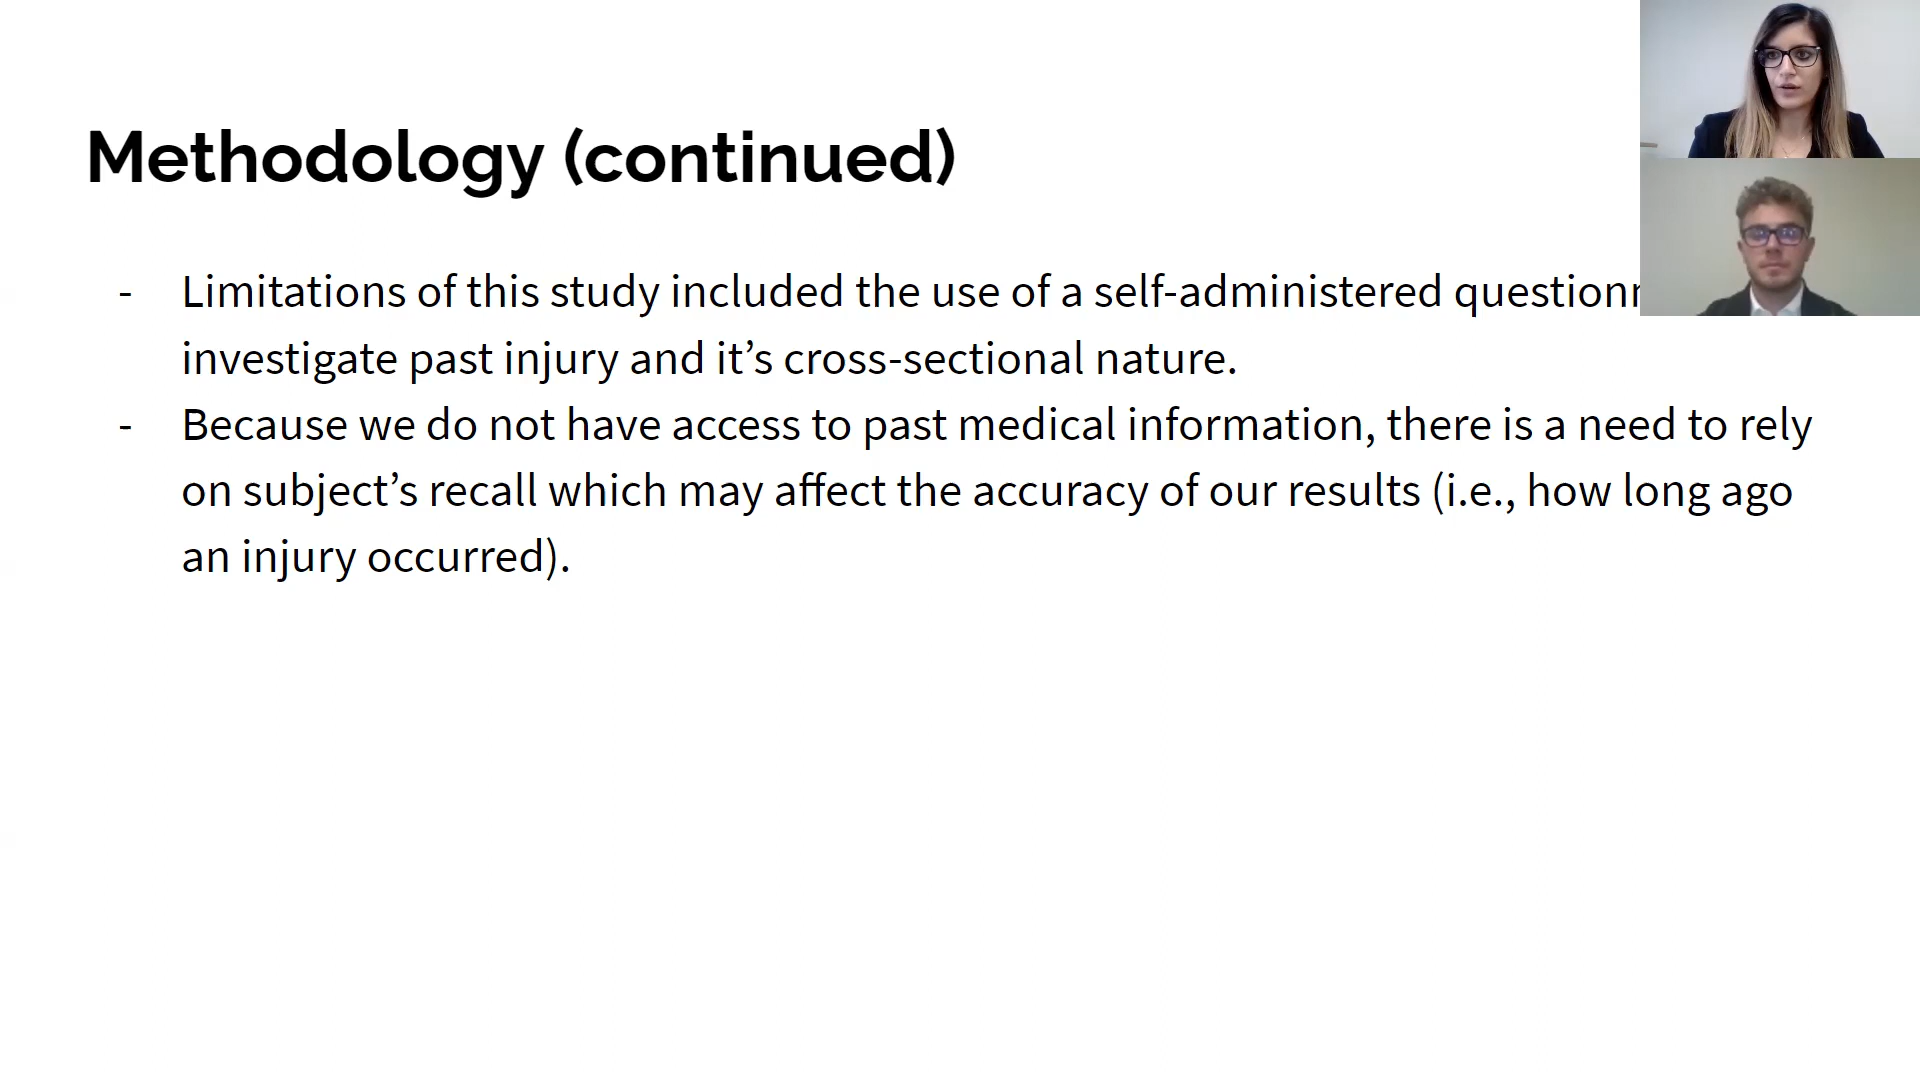 Methodology (continued)
- Limitations of this study included the use of a self-administered
investigate past injury and it’s cross-sectional nature.
- Because we do not have access to past medical information, there is a need to rely
on subject’s recall which may affect the accuracy of our results (i.e., how long ago
an injury occurred).